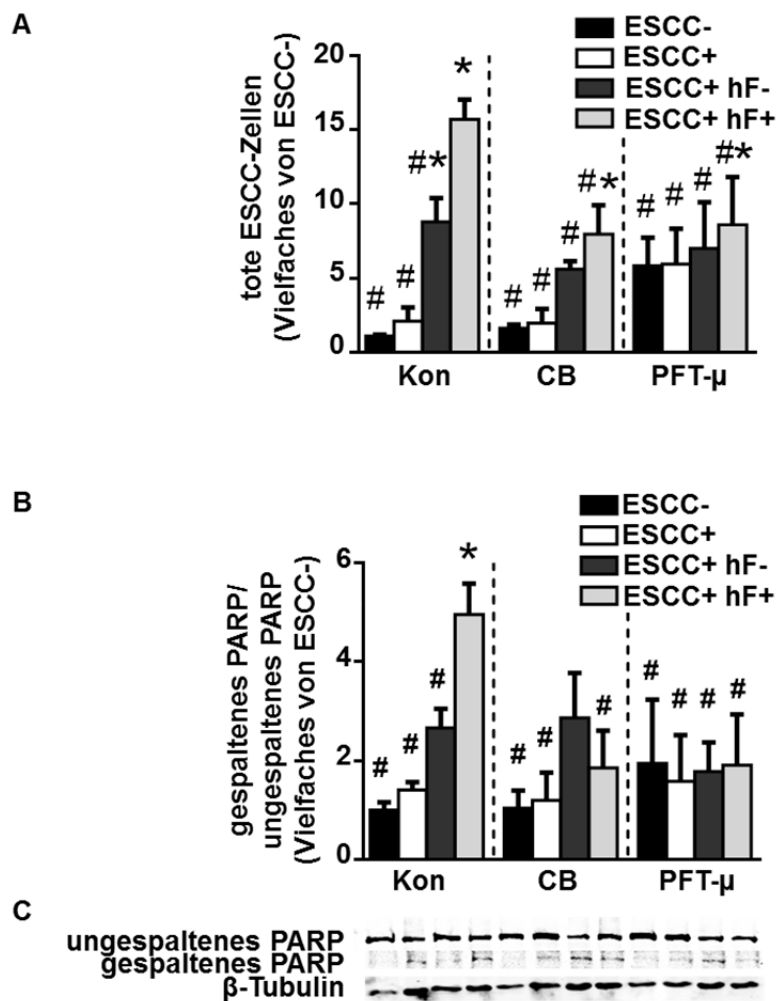 A
ESCC-
ESCC+
ESCC+ hF-
ESCC+ hF+
tote ESCC-Zellen
(Vielfaches von ESCC-)
20
15
10
5
0
# # #* *
# # # #*
# # # #*
Kon CB PFT-µ
B
ESCC-
ESCC+
ESCC+ hF-
ESCC+ hF+
gespaltenes PARP/
ungespaltenes PARP
(Vielfaches von ESCC-)
6
4
2
0
# # # *
# # #
# # # #
Kon CB PFT-µ
C
ungespaltenes PARP
gespaltenes PARP
β-Tubulin